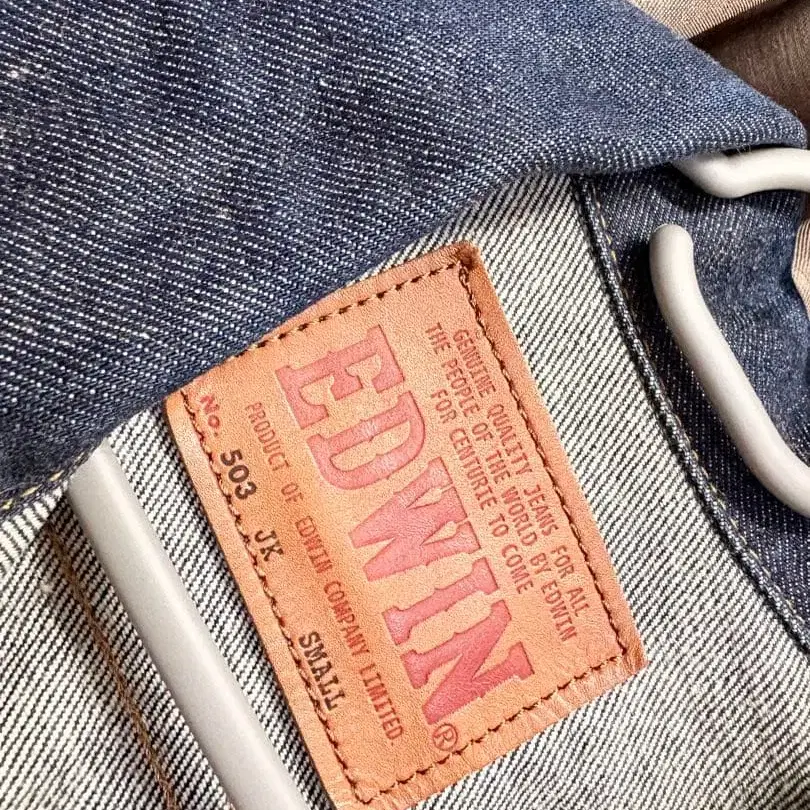 GENUINE QUALITY JEANS FOR ALL
THE PEOPLE OF THE WORLD BY EDWIN
FOR CENTURIE TO COME
EDWIN®
PRODUCT OF EDWIN COMPANY LIMITED.
No. 503 JK SMALL